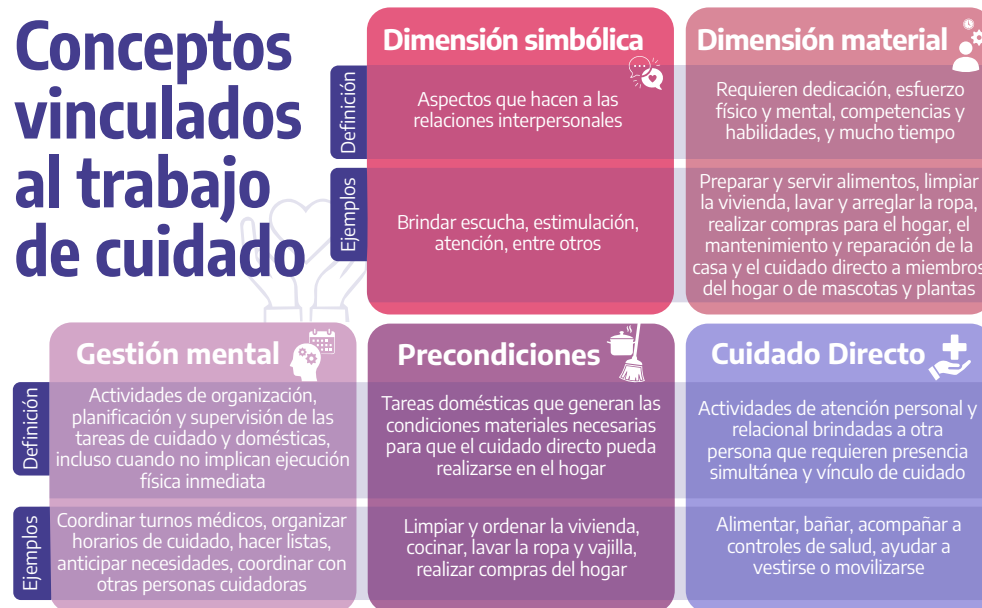 Conceptos
vinculados
al trabajo
de cuidado
Dimensión simbólica
Dimensión material
Definición
Aspectos que hacen a las
relaciones interpersonales
Requieren dedicación, esfuerzo
físico y mental, competencias y
habilidades, y mucho tiempo
Ejemplos
Brindar escucha, estimulación,
atención, entre otros
Preparar y servir alimentos, limpiar
la vivienda, lavar y arreglar la ropa,
realizar compras para el hogar, el
mantenimiento y reparación de la
casa y el cuidado directo a miembros
del hogar o de mascotas y plantas
Gestión mental
Precondiciones
Cuidado Directo
Definición
Actividades de organización,
planificación y supervisión de las
tareas de cuidado y domésticas,
incluso cuando no implican ejecución
física inmediata
Tareas domésticas que generan las
condiciones materiales necesarias
para que el cuidado directo pueda
realizarse en el hogar
Actividades de atención personal y
relacional brindadas a otra
persona que requieren presencia
simultánea y vínculo de cuidado
Ejemplos
Coordinar turnos médicos, organizar
horarios de cuidado, hacer listas,
anticipar necesidades, coordinar con
otras personas cuidadoras
Limpiar y ordenar la vivienda,
cocinar, lavar la ropa y vajilla,
realizar compras del hogar
Alimentar, bañar, acompañar a
controles de salud, ayudar a
vestirse o movilizarse